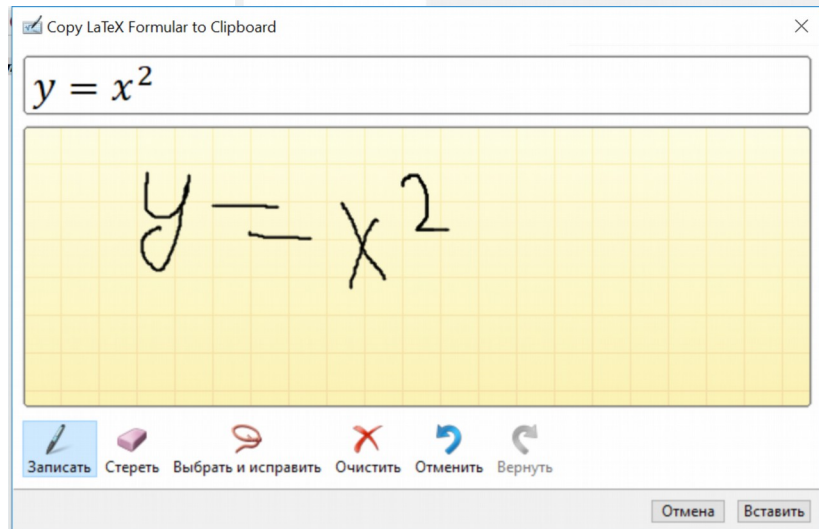 Copy LaTeX Formular to Clipboard
y = x²
y = x²
Записать Стереть Выбрать и исправить Очистить Отменить Вернуть
Отмена Вставить